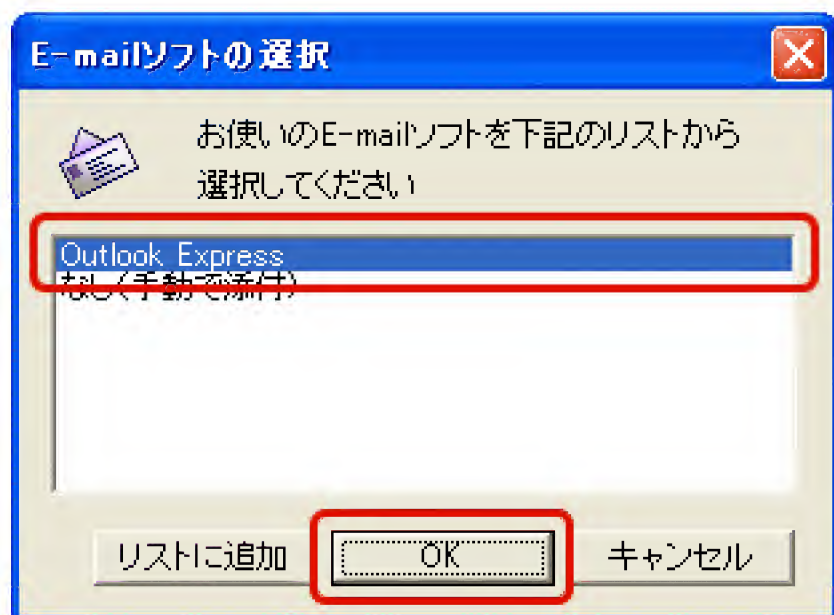 E-mailソフトの選択
お使いのE-mailソフトを下記のリストから
選択してください
Outlook Express
なし(手動で添付)
リストに追加
OK
キャンセル